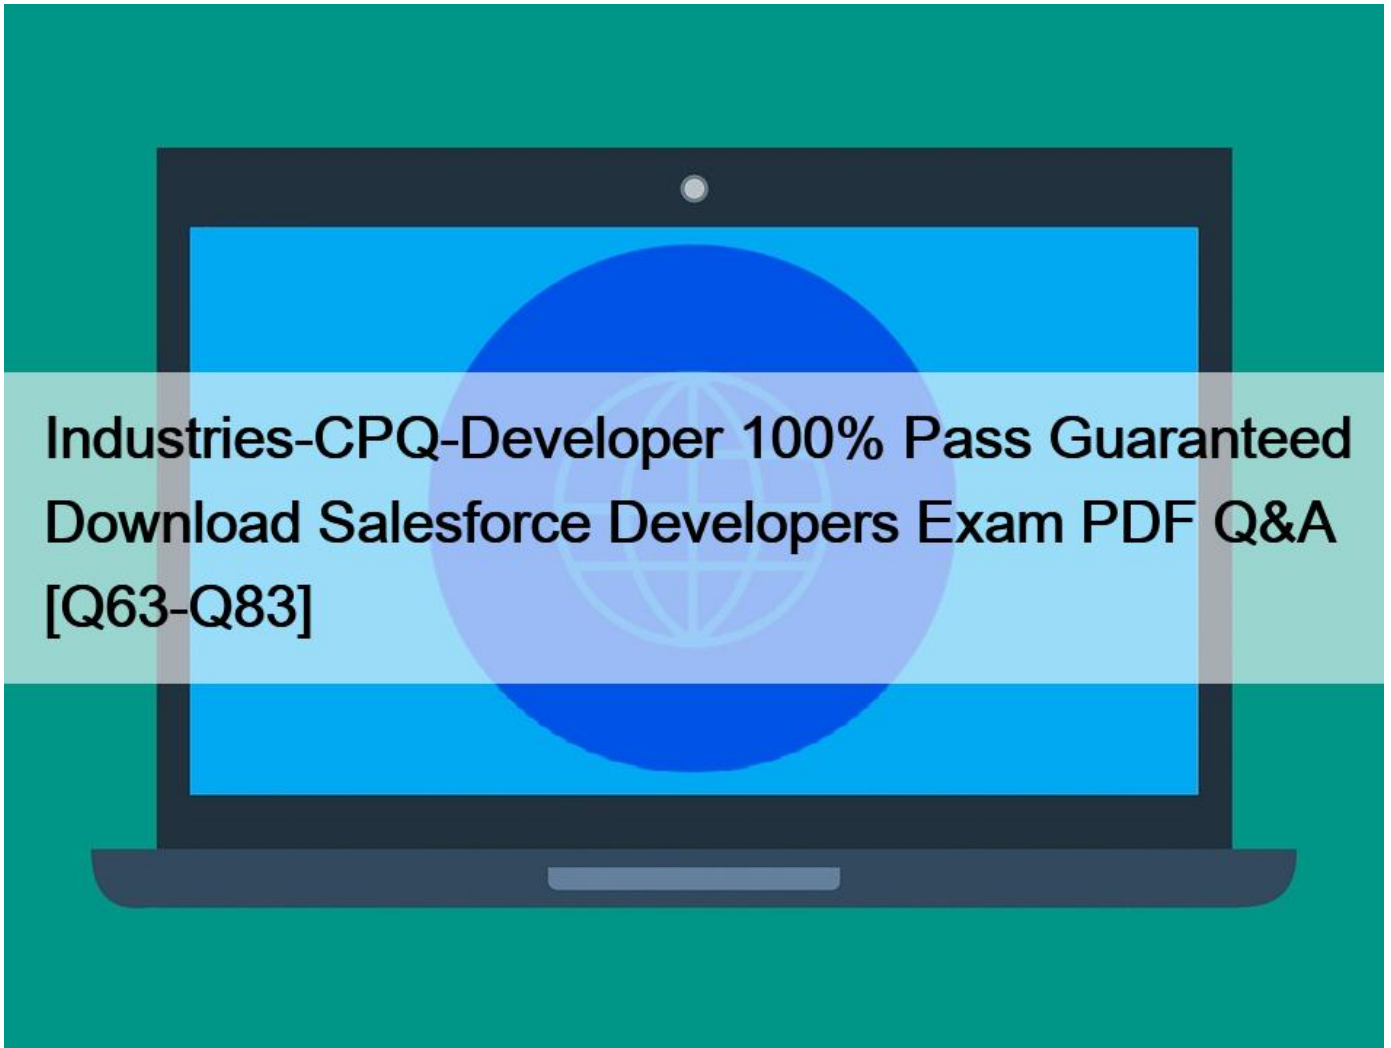 Industries-CPQ-Developer 100% Pass Guaranteed
Download Salesforce Developers Exam PDF Q&A
[Q63-Q83]